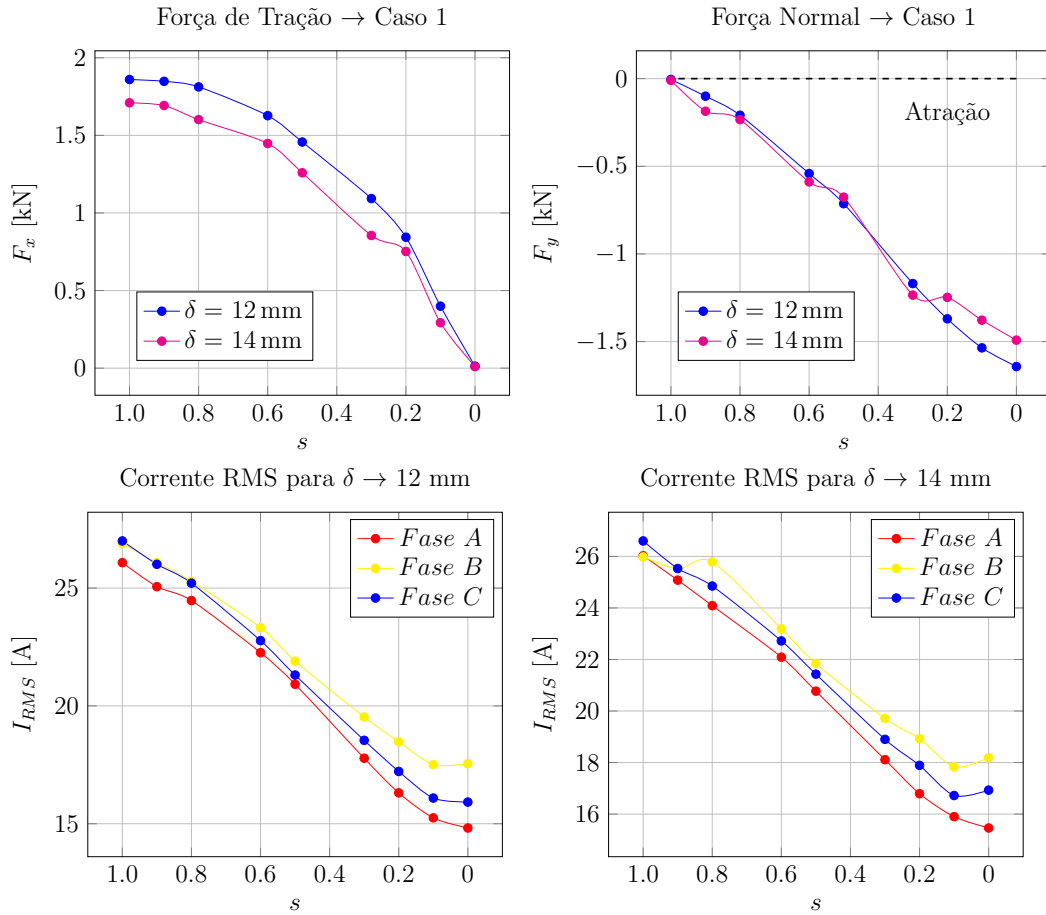 Força de Tração → Caso 1
2
1.5
1
0.5
0
F_x [kN]
δ = 12 mm
δ = 14 mm
1.0 0.8 0.6 0.4 0.2 0
s
Força Normal → Caso 1
0
−0.5
−1
−1.5
F_y [kN]
Atração
δ = 12 mm
δ = 14 mm
1.0 0.8 0.6 0.4 0.2 0
s
Corrente RMS para δ → 12 mm
25
20
15
I_{RMS} [A]
Fase A
Fase B
Fase C
1.0 0.8 0.6 0.4 0.2 0
s
Corrente RMS para δ → 14 mm
26
24
22
20
18
16
I_{RMS} [A]
Fase A
Fase B
Fase C
1.0 0.8 0.6 0.4 0.2 0
s